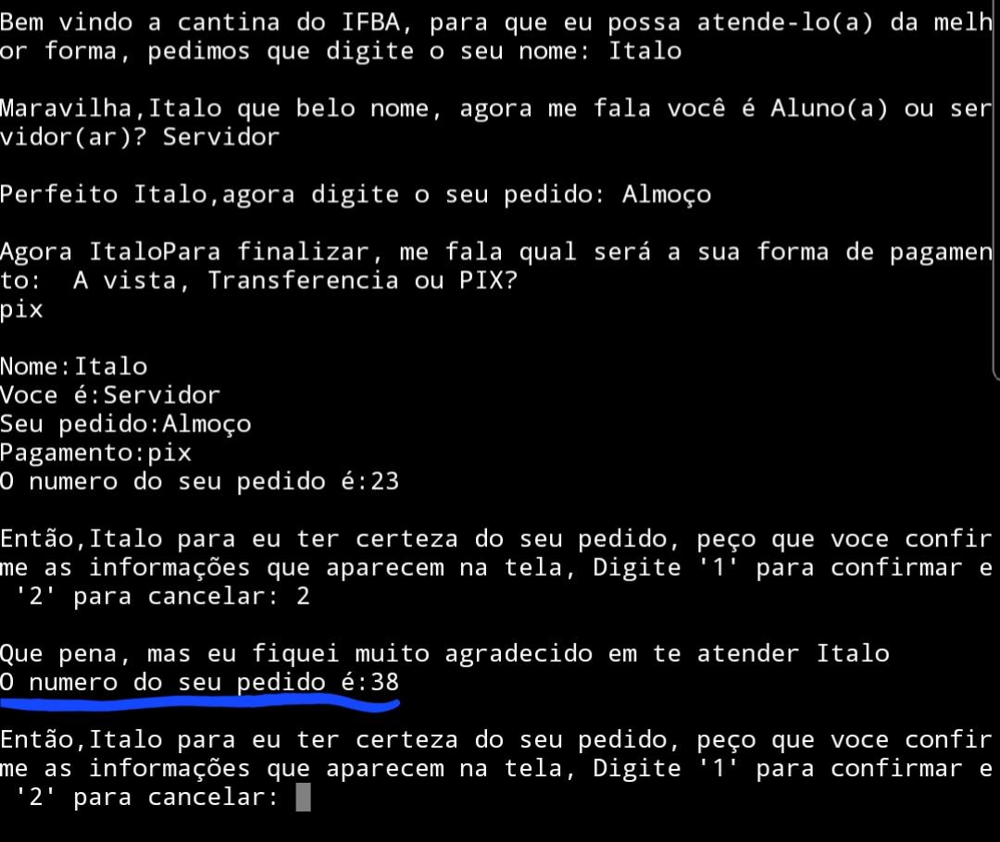 Bem vindo a cantina do IFBA, para que eu possa atende-lo(a) da melh
or forma, pedimos que digite o seu nome: Italo
Maravilha,Italo que belo nome, agora me fala você é Aluno(a) ou ser
vidor(ar)? Servidor
Perfeito Italo,agora digite o seu pedido: Almoço
Agora ItaloPara finalizar, me fala qual será a sua forma de pagamen
to:  A vista, Transferencia ou PIX?
pix
Nome:Italo
Voce é:Servidor
Seu pedido:Almoço
Pagamento:pix
O numero do seu pedido é:23
Então,Italo para eu ter certeza do seu pedido, peço que voce confir
me as informações que aparecem na tela, Digite '1' para confirmar e
 '2' para cancelar: 2
Que pena, mas eu fiquei muito agradecido em te atender Italo
O numero do seu pedido é:38
Então,Italo para eu ter certeza do seu pedido, peço que voce confir
me as informações que aparecem na tela, Digite '1' para confirmar e
 '2' para cancelar: